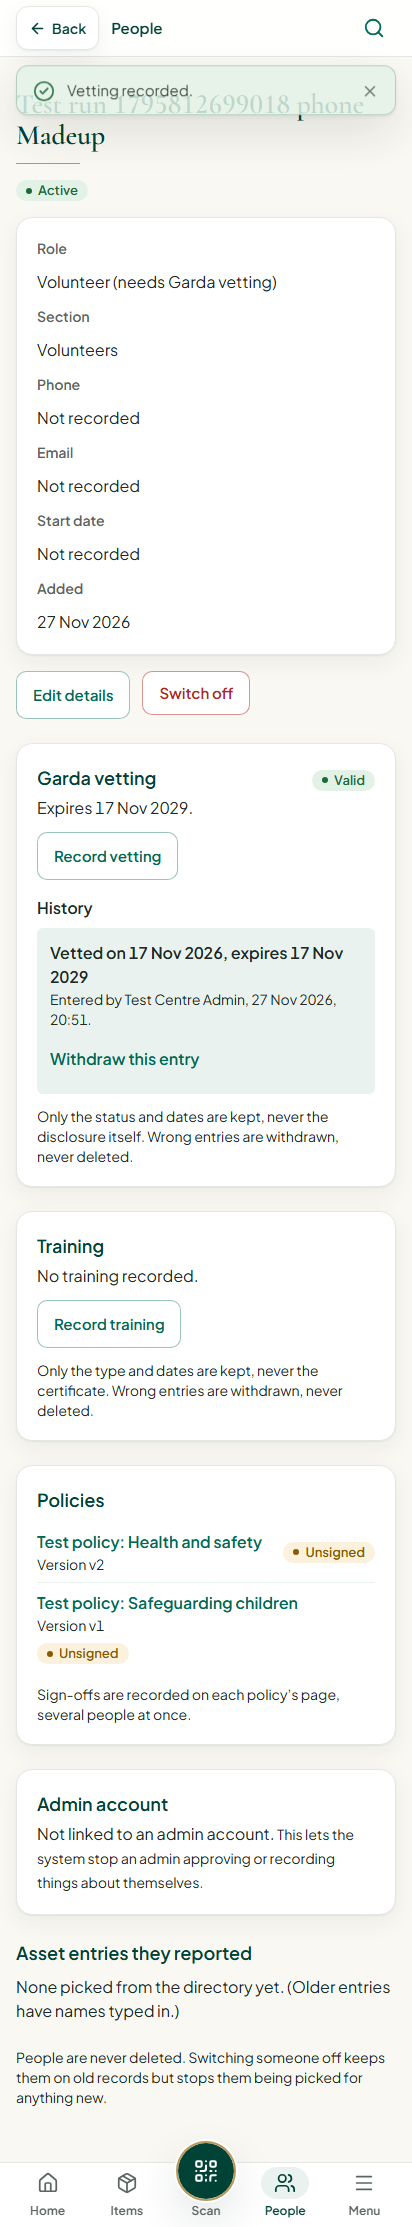 Back
People
Vetting recorded.
Test run 1795812699018 phone
Madeup
Active
Role
Volunteer (needs Garda vetting)
Section
Volunteers
Phone
Not recorded
Email
Not recorded
Start date
Not recorded
Added
27 Nov 2026
Edit details
Switch off
Garda vetting
Valid
Expires 17 Nov 2029.
Record vetting
History
Vetted on 17 Nov 2026, expires 17 Nov
2029
Entered by Test Centre Admin, 27 Nov 2026,
20:51.
Withdraw this entry
Only the status and dates are kept, never the
disclosure itself. Wrong entries are withdrawn,
never deleted.
Training
No training recorded.
Record training
Only the type and dates are kept, never the
certificate. Wrong entries are withdrawn, never
deleted.
Policies
Test policy: Health and safety
Unsigned
Version v2
Test policy: Safeguarding children
Version v1
Unsigned
Sign-offs are recorded on each policy's page,
several people at once.
Admin account
Not linked to an admin account. This lets the
system stop an admin approving or recording
things about themselves.
Asset entries they reported
None picked from the directory yet. (Older entries
have names typed in.)
People are never deleted. Switching someone off keeps
them on old records but stops them being picked for
anything new.
Home
Items
Scan
People
Menu